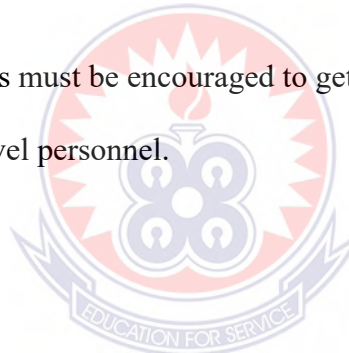 s must be encouraged to get
vel personnel.
EDUCATION FOR SERVICE